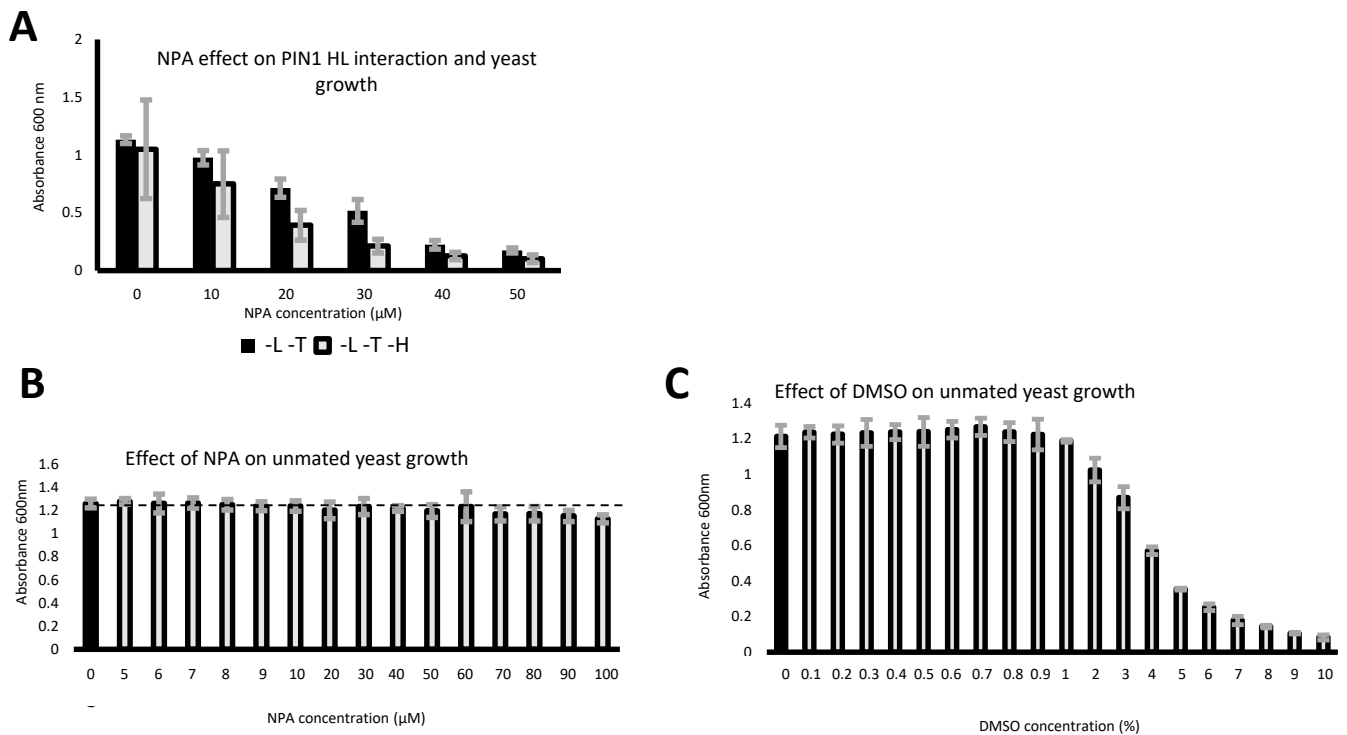 A
NPA effect on PIN1 HL interaction and yeast
growth
Absorbance 600 nm
2
1.5
1
0.5
0
0 10 20 30 40 50
NPA concentration (µM)
-L -T -L -T -H
B
Effect of NPA on unmated yeast growth
Absorbance 600nm
1.6
1.4
1.2
1
0.8
0.6
0.4
0.2
0
0 5 6 7 8 9 10 20 30 40 50 60 70 80 90 100
NPA concentration (µM)
C
Effect of DMSO on unmated yeast growth
Absorbance 600nm
1.4
1.2
1
0.8
0.6
0.4
0.2
0
0 0.1 0.2 0.3 0.4 0.5 0.6 0.7 0.8 0.9 1 2 3 4 5 6 7 8 9 10
DMSO concentration (%)